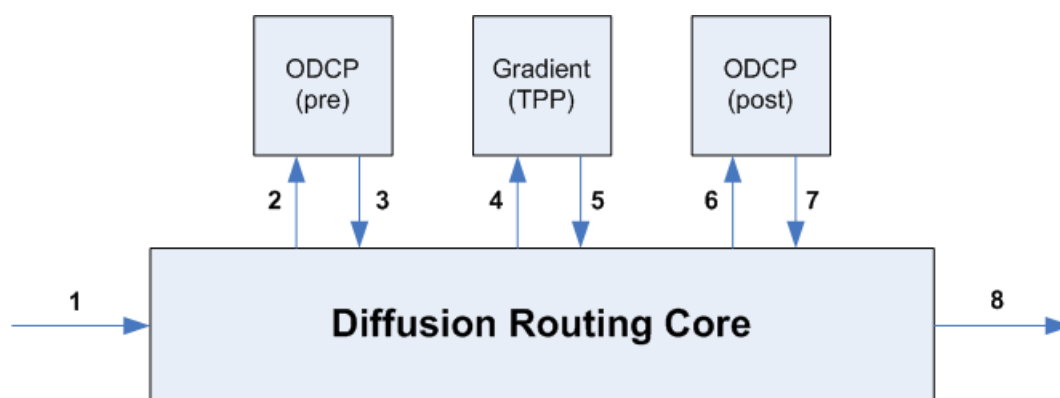 ODCP
(pre)
Gradient
(TPP)
ODCP
(post)
2
3
4
5
6
7
1
8
Diffusion Routing Core